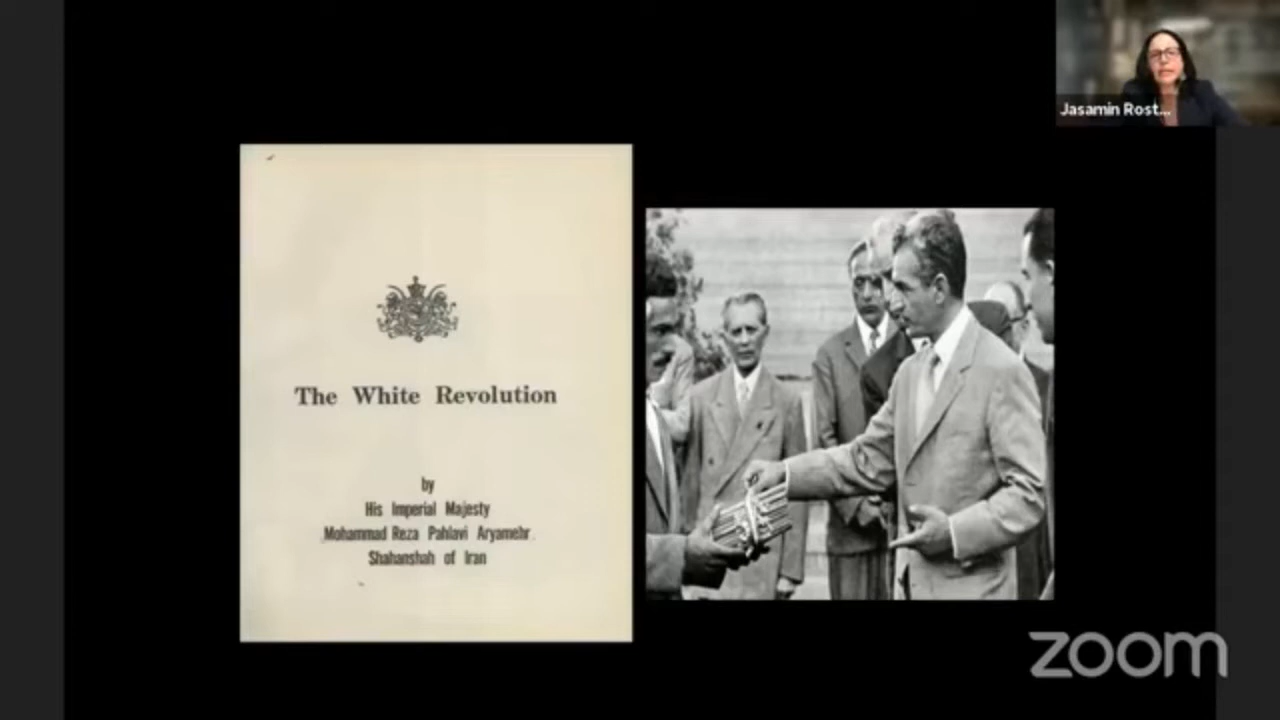 Jasamin Rost...
The White Revolution
by
His Imperial Majesty
Mohammad Reza Pahlavi Aryamehr
Shahanshah of Iran
zoom